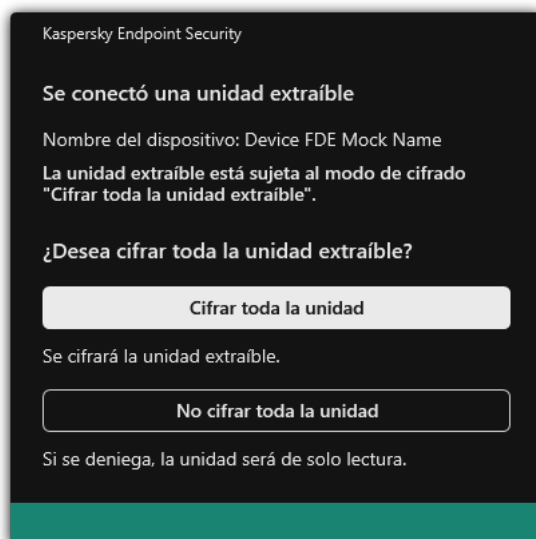 Kaspersky Endpoint Security
Se conectó una unidad extraíble
Nombre del dispositivo: Device FDE Mock Name
La unidad extraíble está sujeta al modo de cifrado
"Cifrar toda la unidad extraíble".
¿Desea cifrar toda la unidad extraíble?
Cifrar toda la unidad
Se cifrará la unidad extraíble.
No cifrar toda la unidad
Si se deniega, la unidad será de solo lectura.